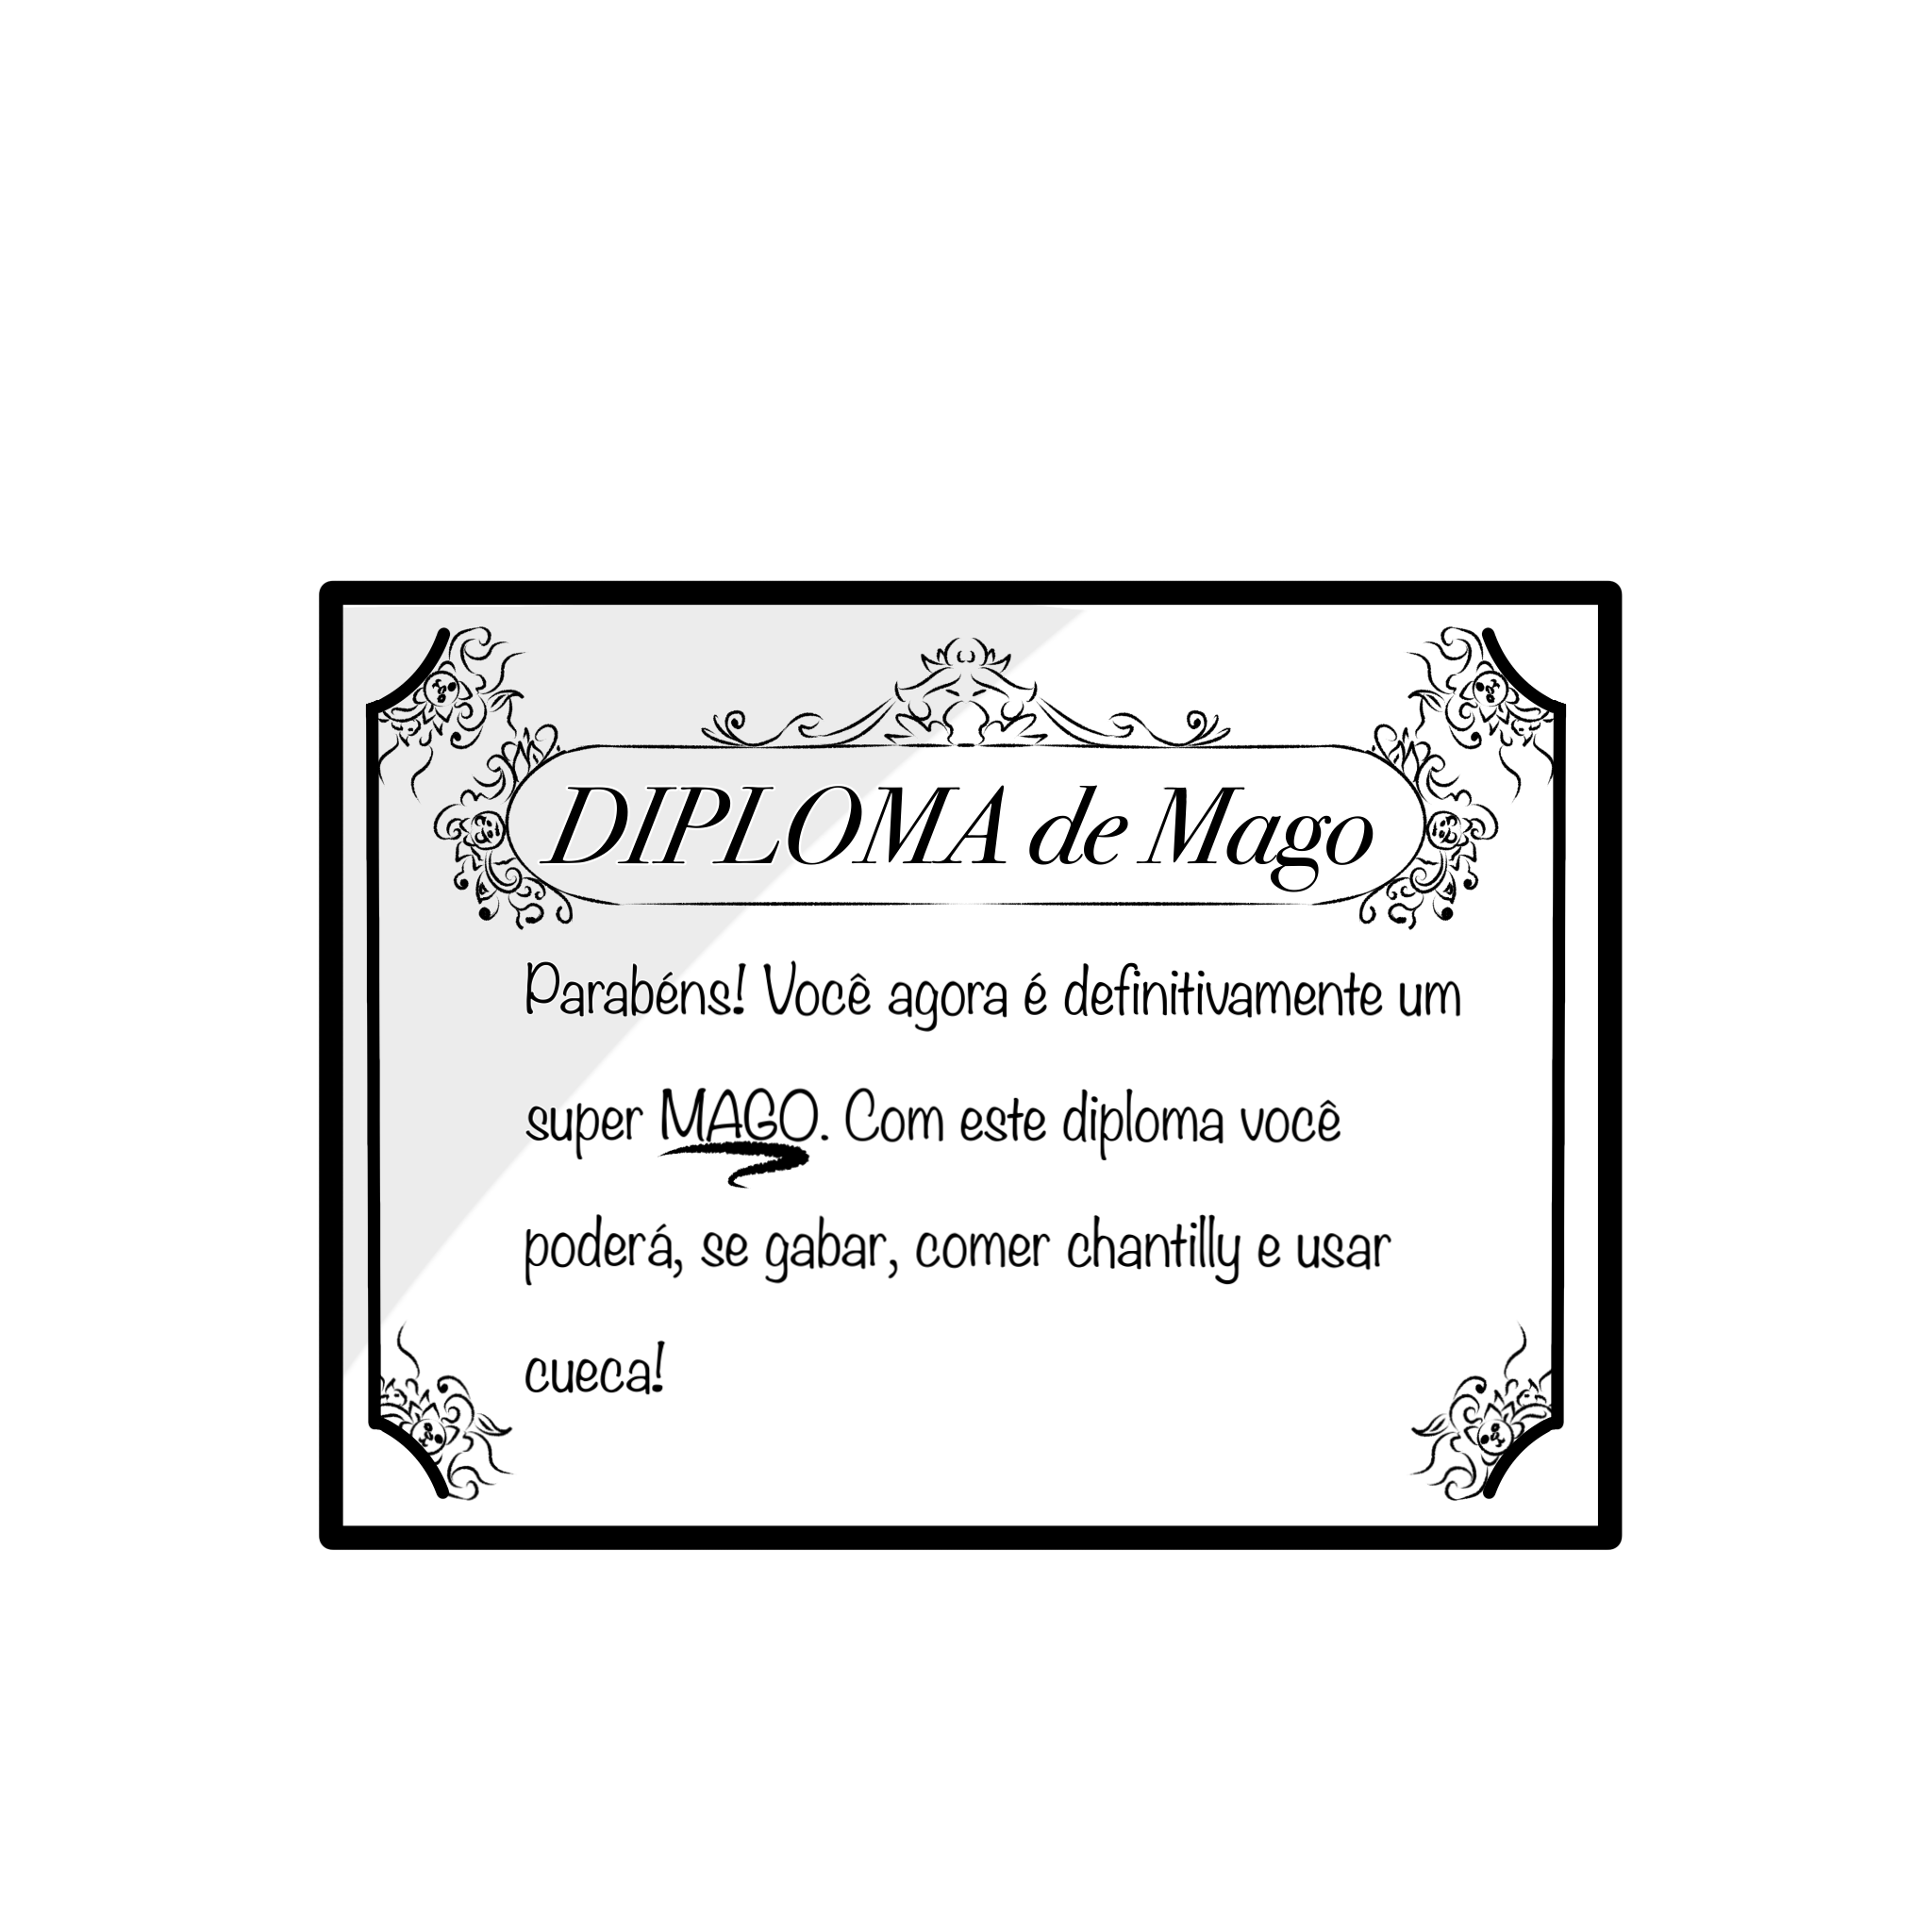 DIPLOMA de Mago
Parabéns! Você agora é definitivamente um
super MAGO. Com este diploma você
poderá, se gabar, comer chantilly e usar
cueca!